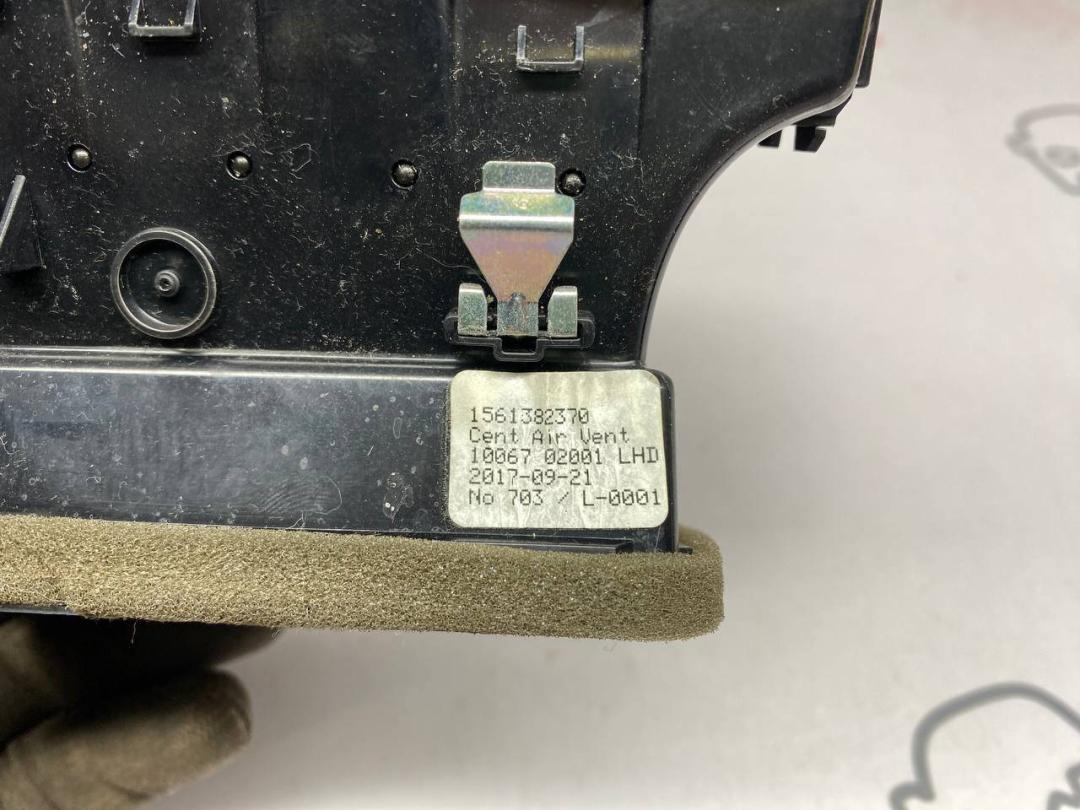 1561382370
Cent Air Vent
10067 02001 LHD
2017-09-21
No 703 / L-0001